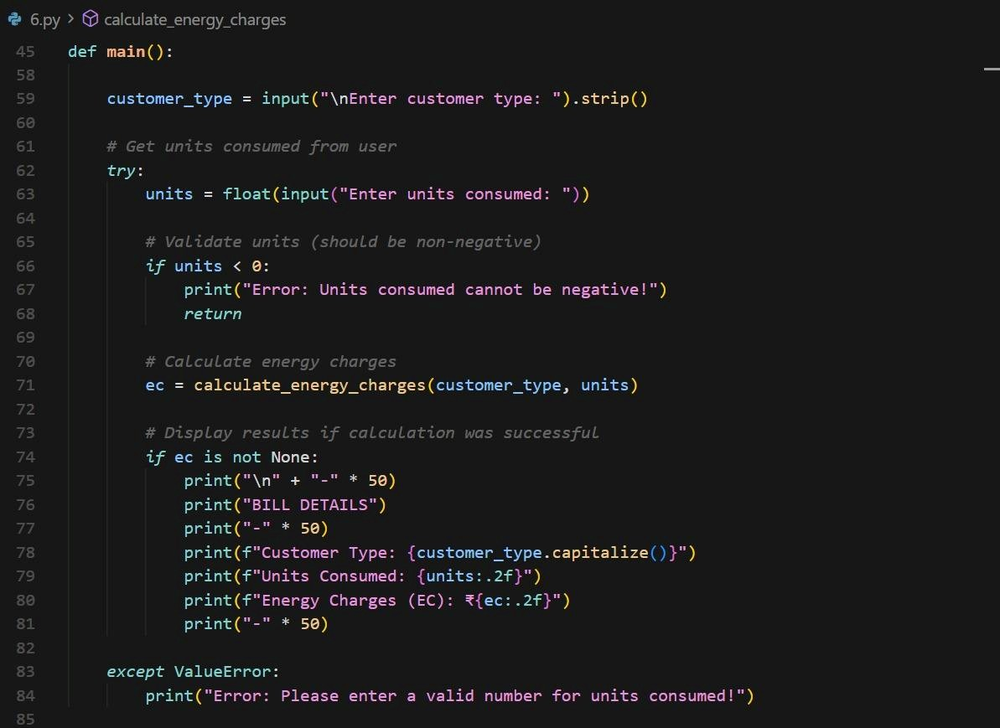 6.py > calculate_energy_charges
45 def main():
58
59 customer_type = input("\nEnter customer type: ").strip()
60
61 # Get units consumed from user
62 try:
63 units = float(input("Enter units consumed: "))
64
65 # Validate units (should be non-negative)
66 if units < 0:
67 print("Error: Units consumed cannot be negative!")
68 return
69
70 # Calculate energy charges
71 ec = calculate_energy_charges(customer_type, units)
72
73 # Display results if calculation was successful
74 if ec is not None:
75 print("\n" + "-" * 50)
76 print("BILL DETAILS")
77 print("-" * 50)
78 print(f"Customer Type: {customer_type.capitalize()}")
79 print(f"Units Consumed: {units:.2f}")
80 print(f"Energy Charges (EC): ₹{ec:.2f}")
81 print("-" * 50)
82
83 except ValueError:
84 print("Error: Please enter a valid number for units consumed!")
85